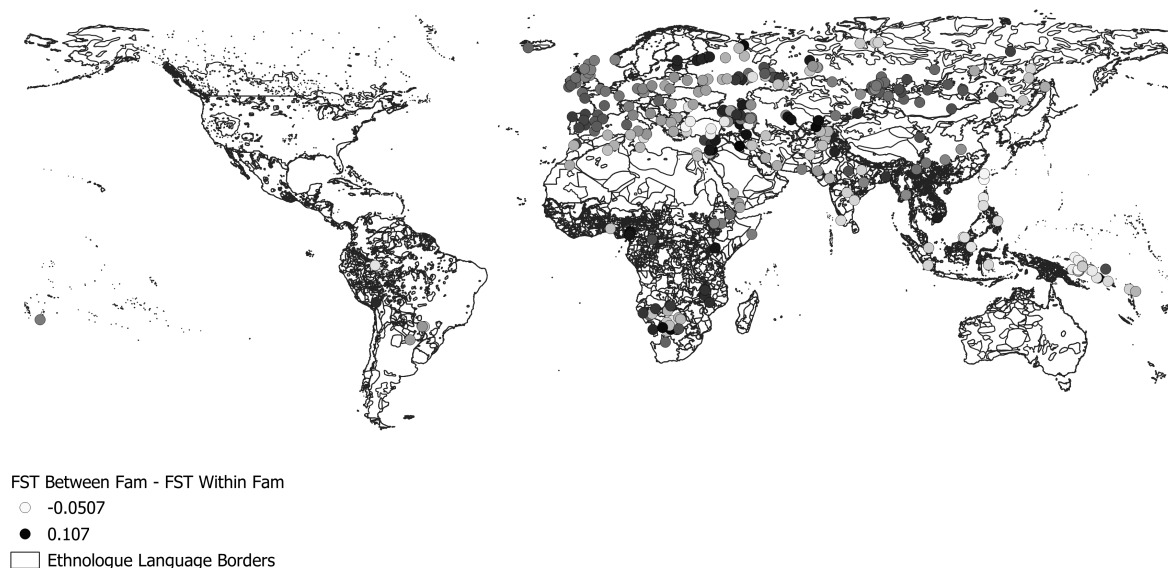 FST Between Fam - FST Within Fam
-0.0507
0.107
Ethnologue Language Borders